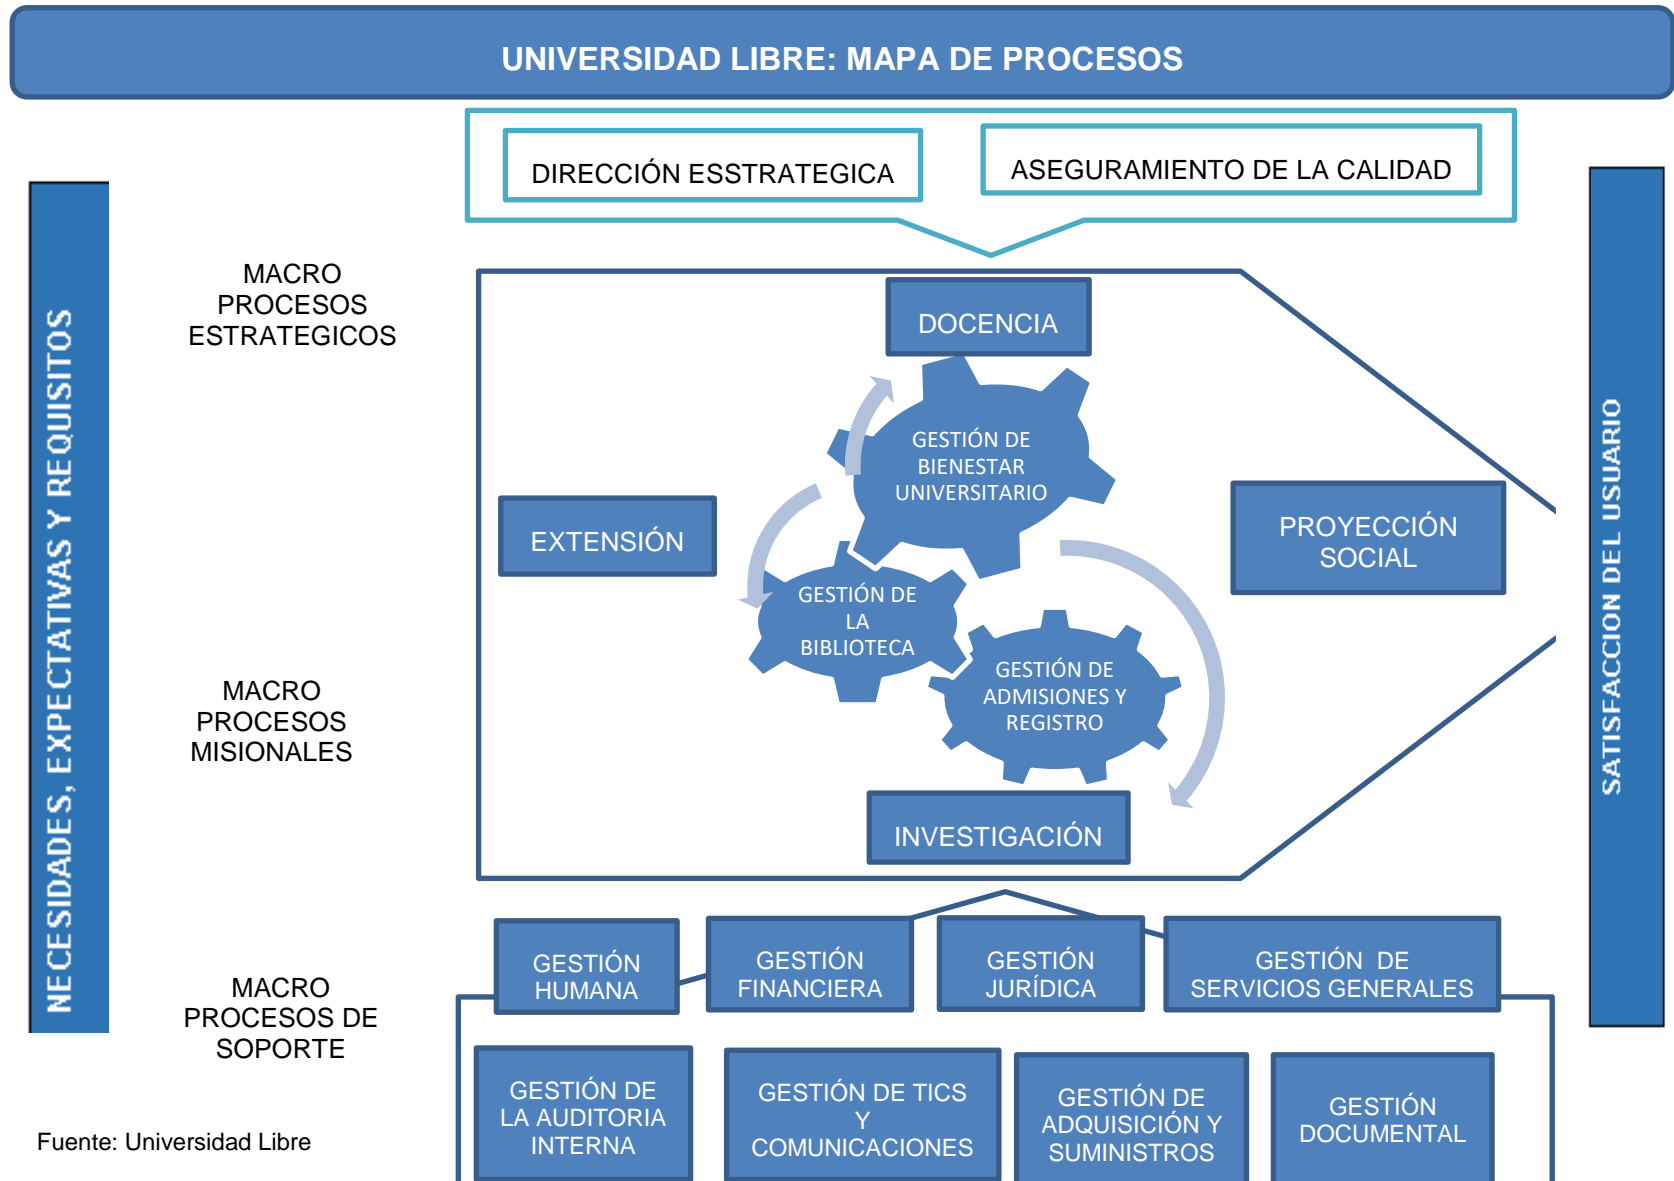 UNIVERSIDAD LIBRE: MAPA DE PROCESOS
DIRECCIÓN ESSTRATEGICA
ASEGURAMIENTO DE LA CALIDAD
NECESIDADES, EXPECTATIVAS Y REQUISITOS
MACRO
PROCESOS
ESTRATEGICOS
DOCENCIA
GESTIÓN DE
BIENESTAR
UNIVERSITARIO
EXTENSIÓN
PROYECCIÓN
SOCIAL
GESTIÓN DE
LA
BIBLIOTECA
GESTIÓN DE
ADMISIONES Y
REGISTRO
MACRO
PROCESOS
MISIONALES
INVESTIGACIÓN
SATISFACCION DEL USUARIO
MACRO
PROCESOS DE
SOPORTE
GESTIÓN
HUMANA
GESTIÓN
FINANCIERA
GESTIÓN
JURÍDICA
GESTIÓN  DE
SERVICIOS GENERALES
GESTIÓN DE
LA AUDITORIA
INTERNA
GESTIÓN DE TICS
Y
COMUNICACIONES
GESTIÓN DE
ADQUISICIÓN Y
SUMINISTROS
GESTIÓN
DOCUMENTAL
Fuente: Universidad Libre